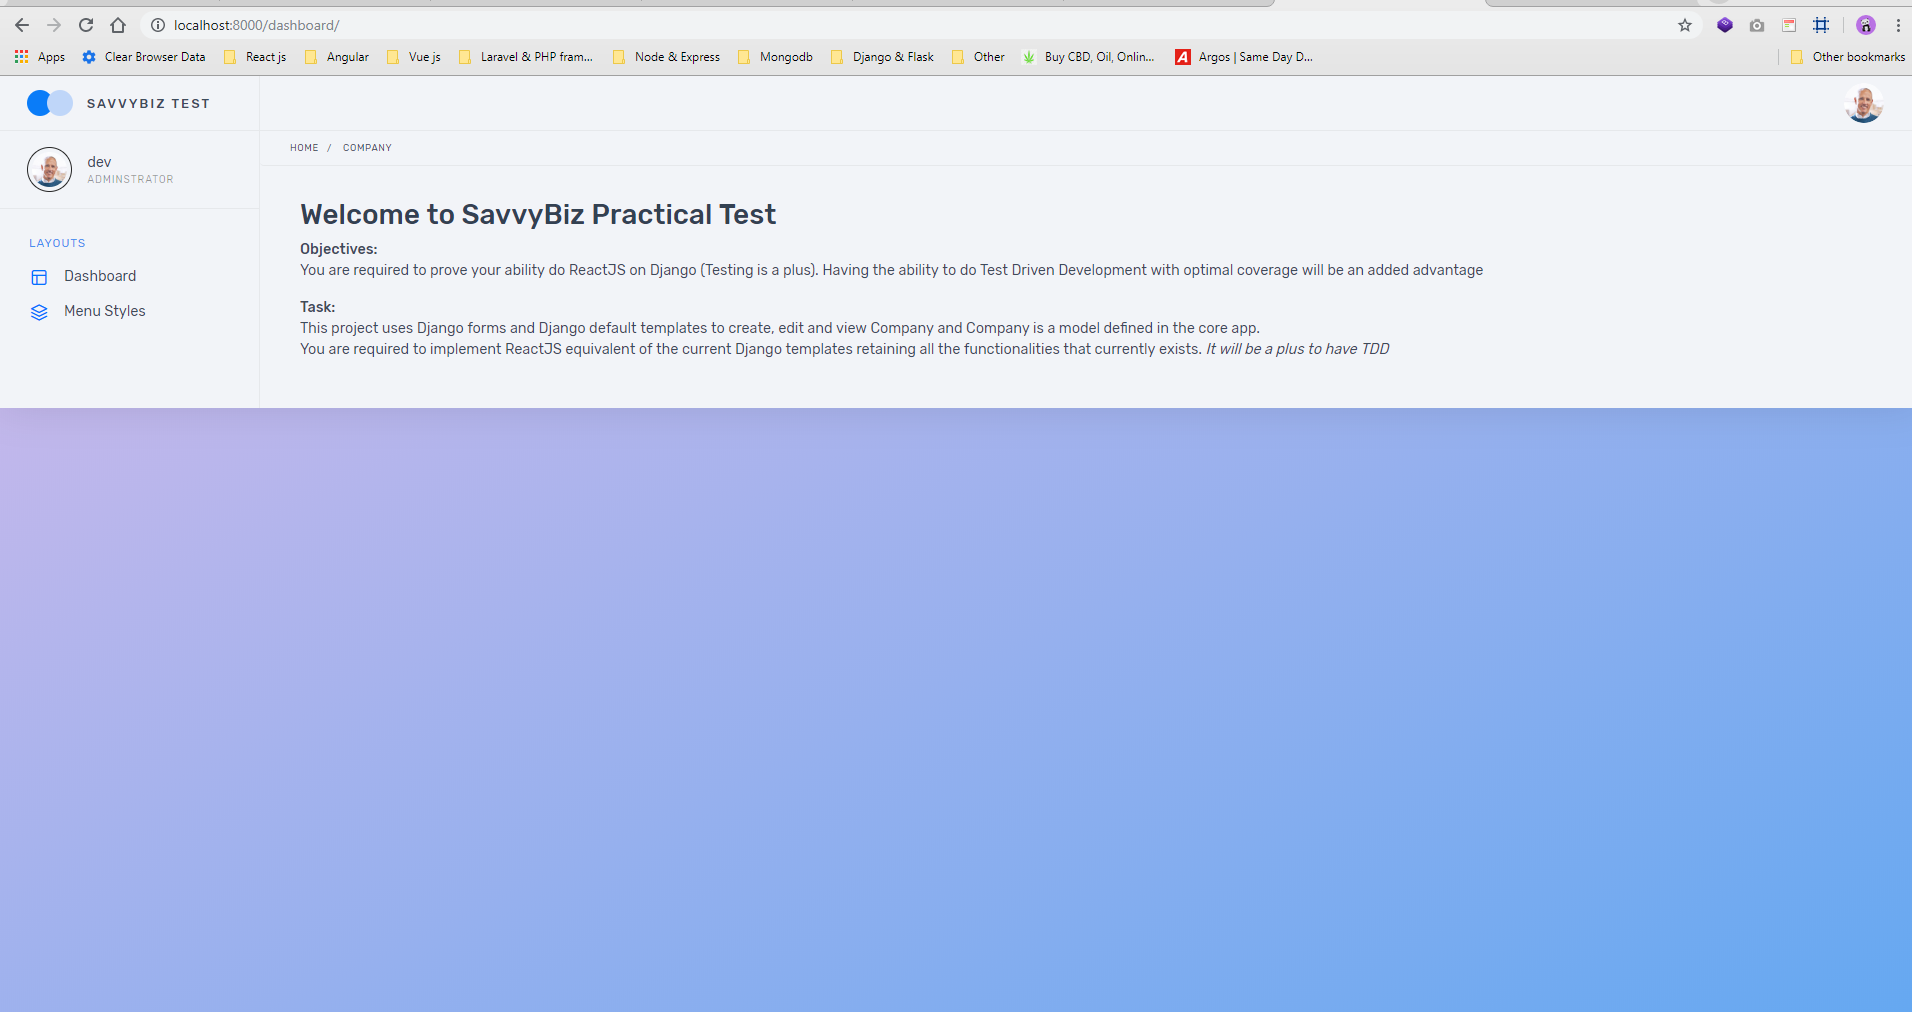 localhost:8000/dashboard/
Apps Clear Browser Data React js Angular Vue js Laravel & PHP fram... Node & Express Mongodb Django & Flask Other Buy CBD, Oil, Onlin... A Argos | Same Day D... Other bookmarks
SAVVYBIZ TEST
HOME / COMPANY
dev
ADMINSTRATOR
LAYOUTS
Dashboard
Menu Styles
Welcome to SavvyBiz Practical Test
Objectives:
You are required to prove your ability do ReactJS on Django (Testing is a plus). Having the ability to do Test Driven Development with optimal coverage will be an added advantage
Task:
This project uses Django forms and Django default templates to create, edit and view Company and Company is a model defined in the core app.
You are required to implement ReactJS equivalent of the current Django templates retaining all the functionalities that currently exists. It will be a plus to have TDD